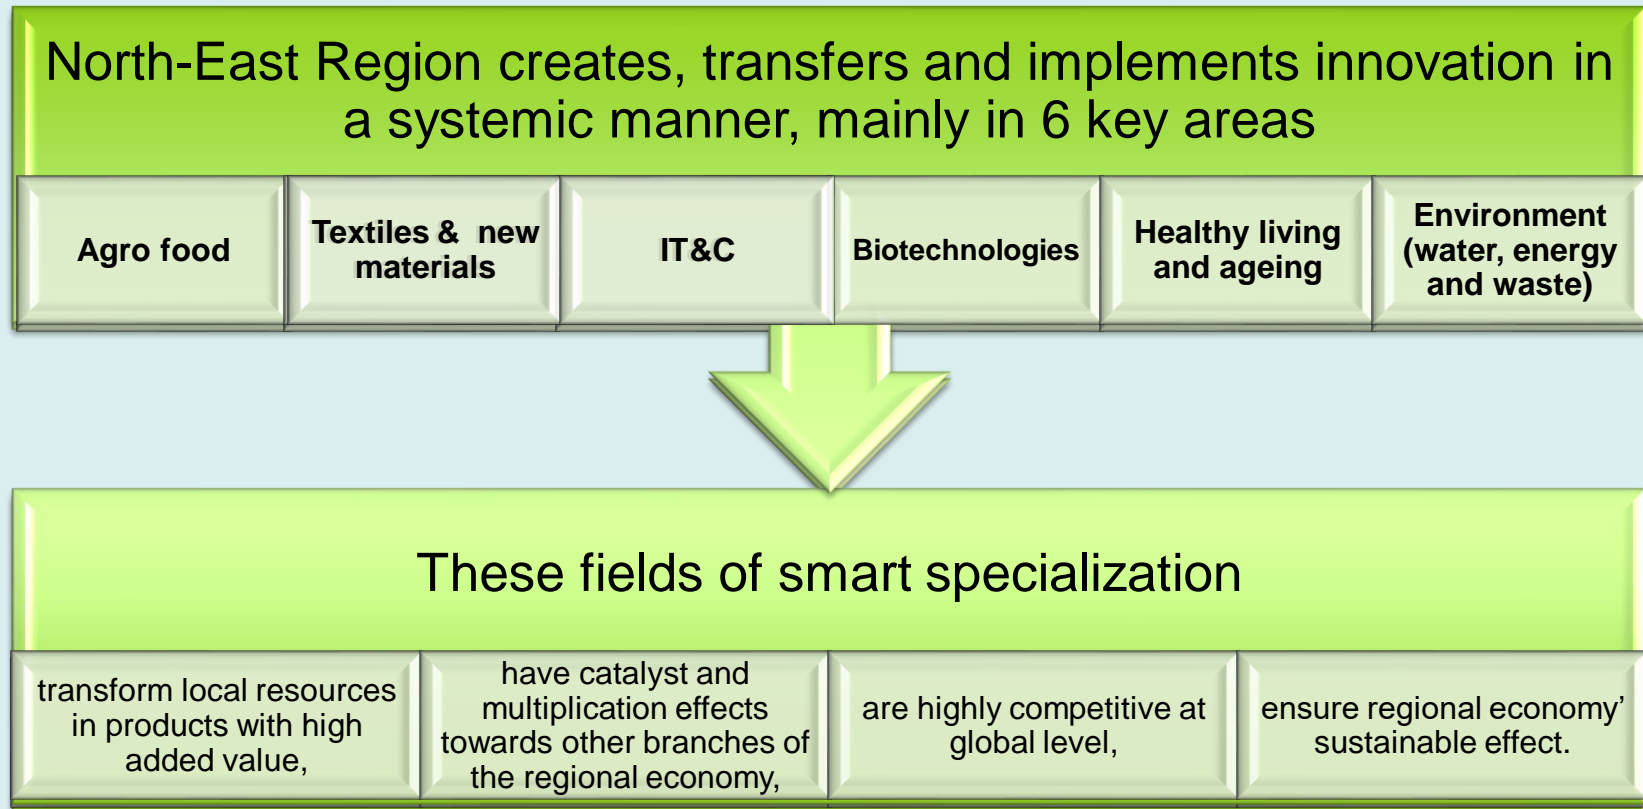 North-East Region creates, transfers and implements innovation in
a systemic manner, mainly in 6 key areas
Agro food
Textiles & new
materials
IT&C
Biotechnologies
Healthy living
and ageing
Environment
(water, energy
and waste)
These fields of smart specialization
transform local resources
in products with high
added value,
have catalyst and
multiplication effects
towards other branches of
the regional economy,
are highly competitive at
global level,
ensure regional economy’
sustainable effect.